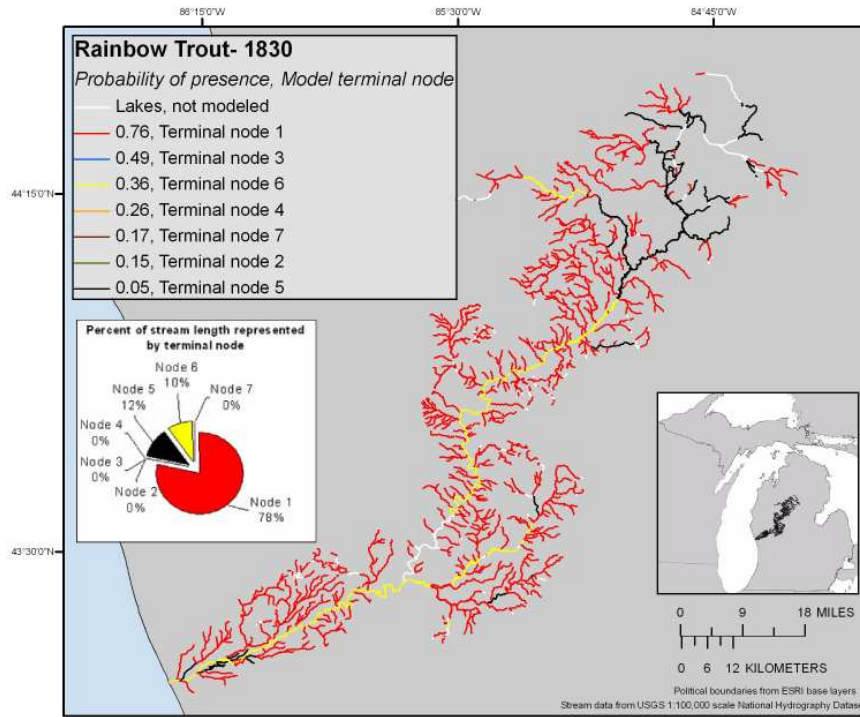 86°15'0"W 85°30'0"W 84°45'0"W
Rainbow Trout- 1830
Probability of presence, Model terminal node
Lakes, not modeled
0.76, Terminal node 1
0.49, Terminal node 3
0.36, Terminal node 6
0.26, Terminal node 4
0.17, Terminal node 7
0.15, Terminal node 2
0.05, Terminal node 5
44°15'0"N
Percent of stream length represented
by terminal node
Node 6
10%
Node 7
0%
Node 5
12%
Node 4
0%
Node 3
0%
Node 2
0%
Node 1
78%
43°30'0"N
0 9 18 MILES
0 6 12 KILOMETERS
Political boundaries from ESRI base layers
Stream data from USGS 1:100,000 scale National Hydrography Datase